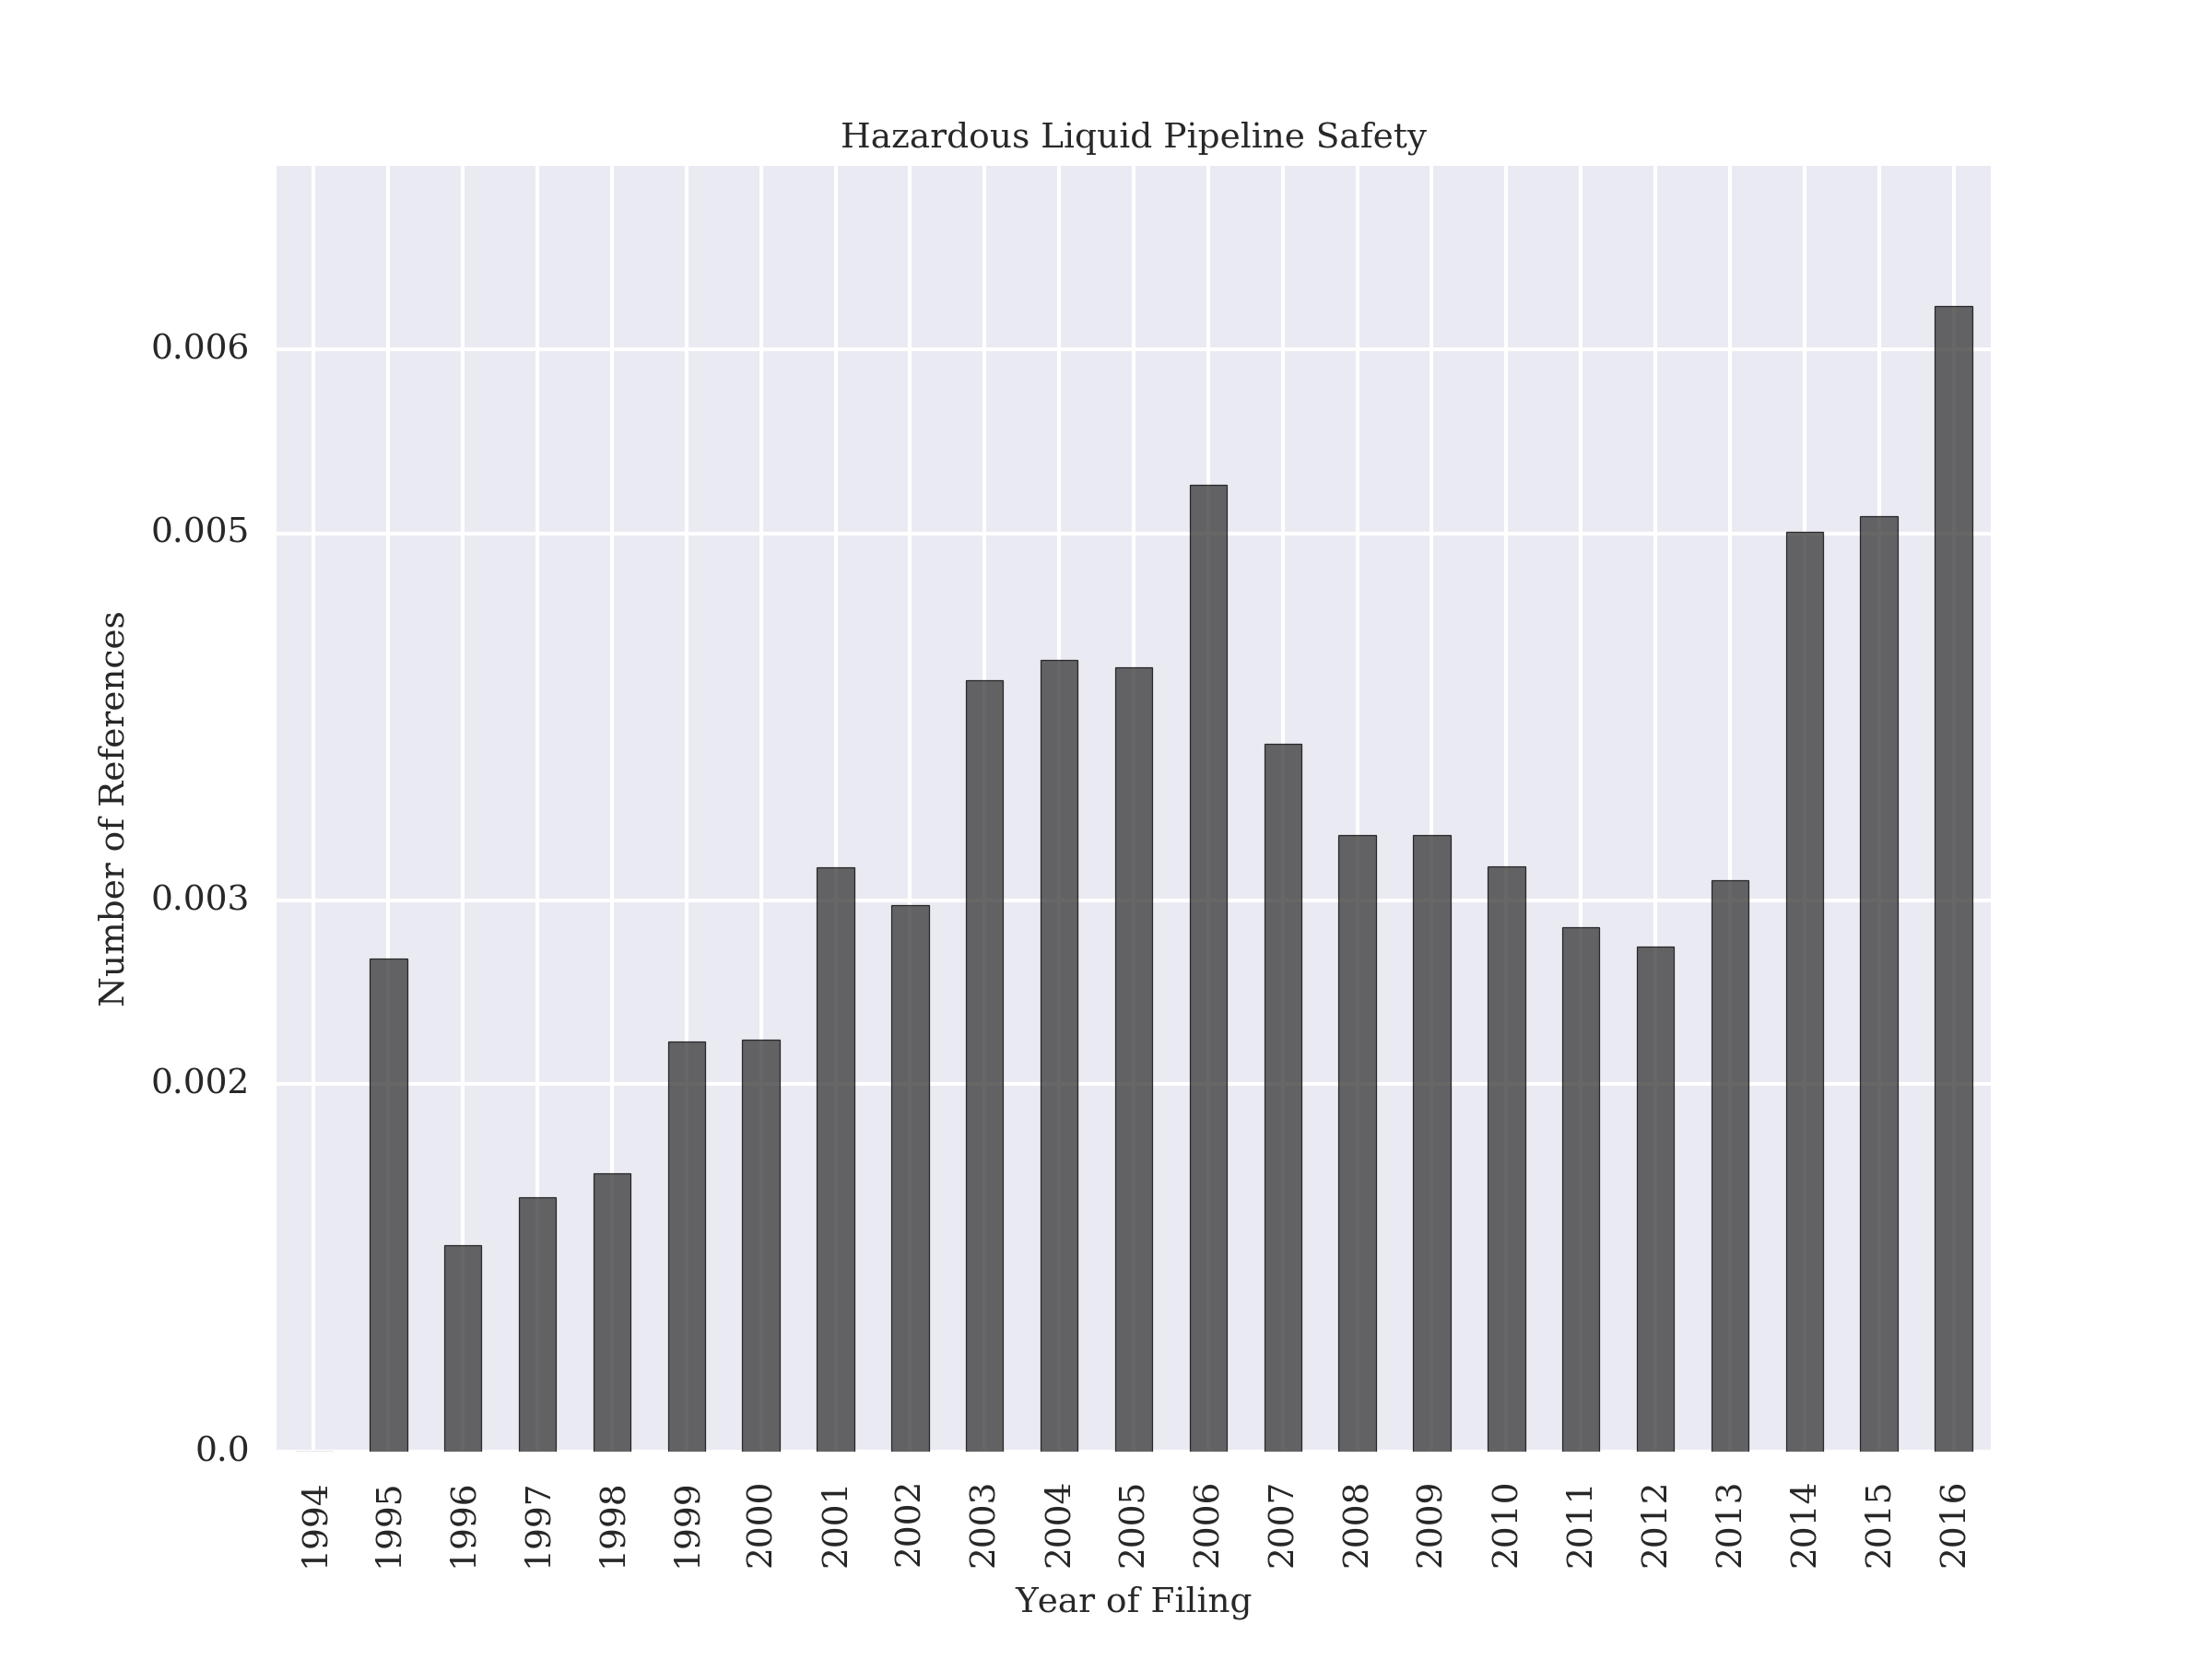 Hazardous Liquid Pipeline Safety
0.006
0.005
0.003
0.002
0.0
Number of References
1994 1995 1996 1997 1998 1999 2000 2001 2002 2003 2004 2005 2006 2007 2008 2009 2010 2011 2012 2013 2014 2015 2016
Year of Filing